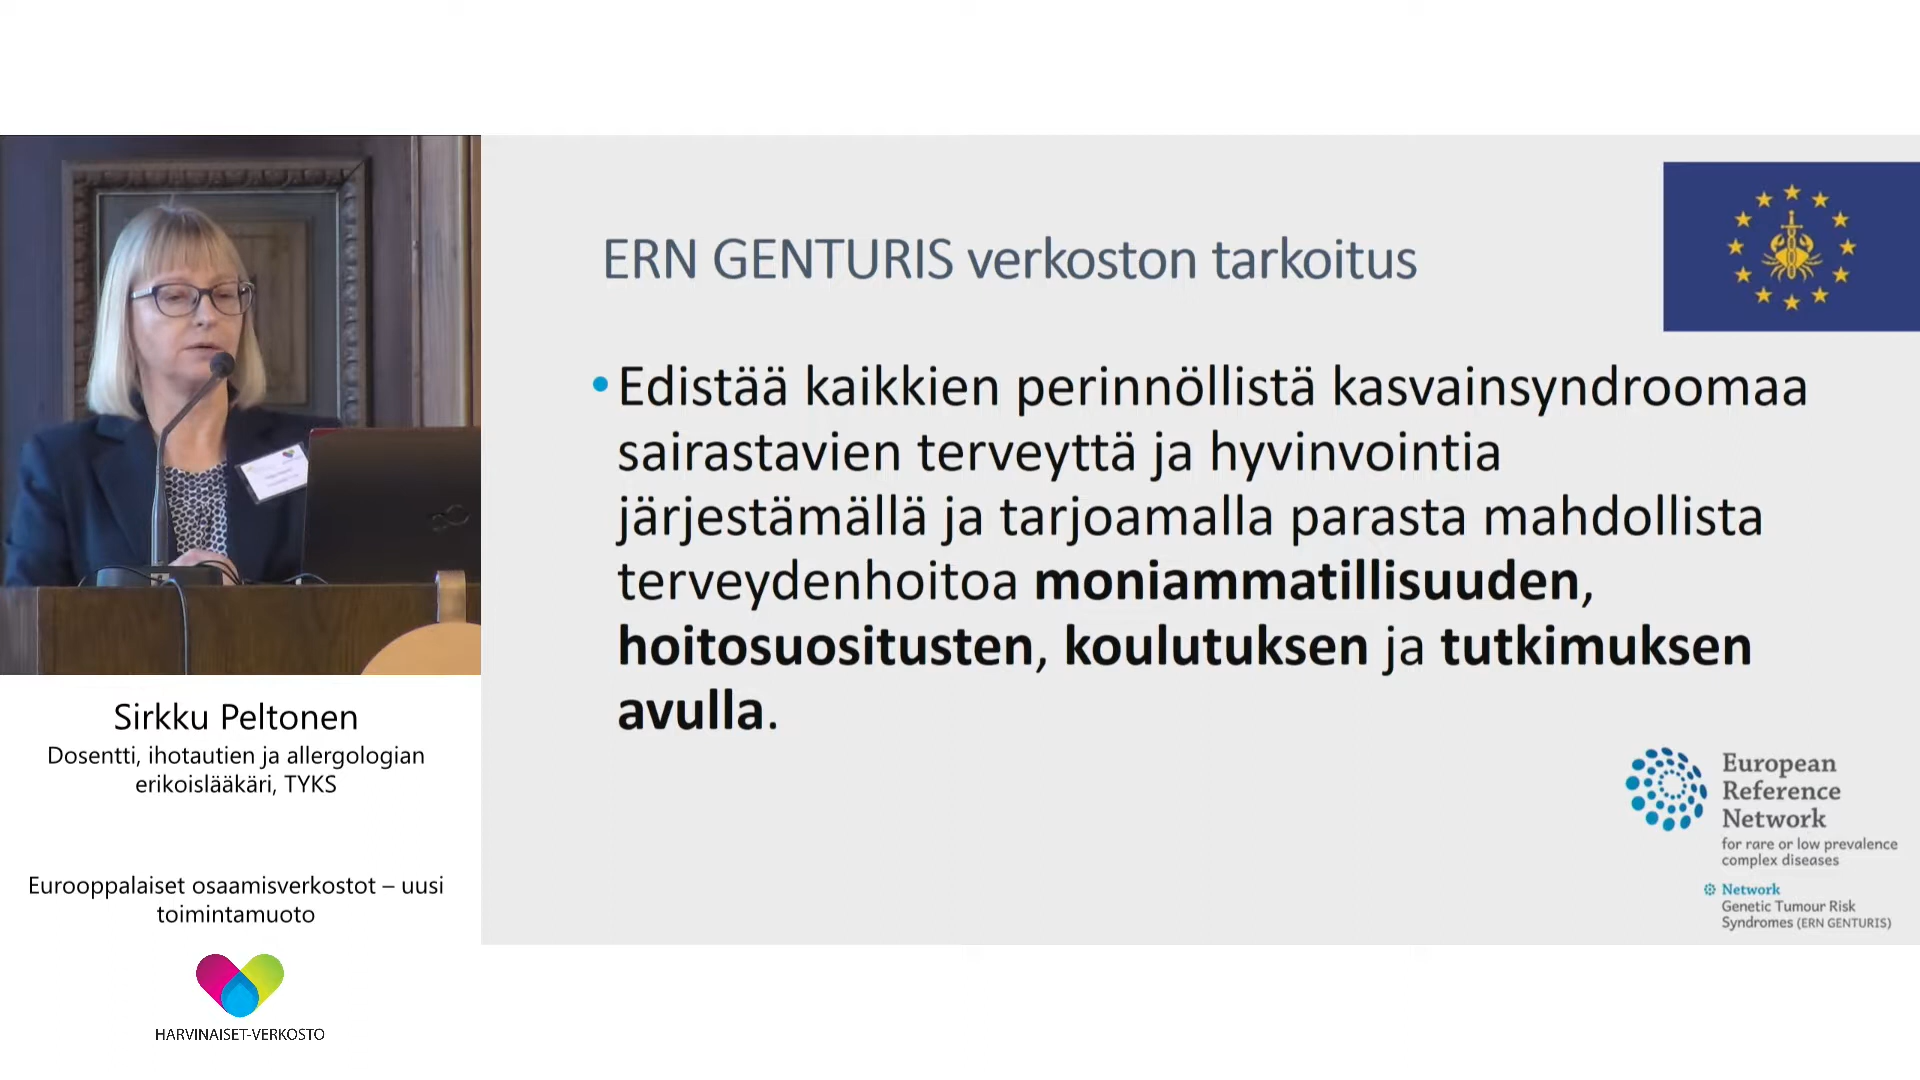 ERN GENTURIS verkoston tarkoitus
•Edistää kaikkien perinnöllistä kasvainsyndroomaa
sairastavien terveyttä ja hyvinvointia
järjestämällä ja tarjoamalla parasta mahdollista
terveydenhoitoa moniammatillisuuden,
hoitosuositusten, koulutuksen ja tutkimuksen
avulla.
European
Reference
Network
for rare or low prevalence
complex diseases
Network
Genetic Tumour Risk
Syndromes (ERN GENTURIS)
Sirkku Peltonen
Dosentti, ihotautien ja allergologian
erikoislääkäri, TYKS
Eurooppalaiset osaamisverkostot – uusi
toimintamuoto
HARVINAISET-VERKOSTO